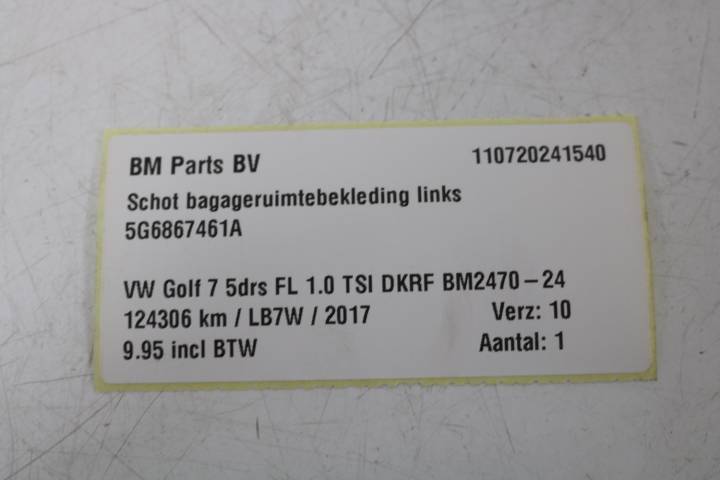 BM Parts BV 110720241540
Schot bagageruimtebekleding links
5G6867461A
VW Golf 7 5drs FL 1.0 TSI DKRF BM2470-24
124306 km / LB7W / 2017 Verz: 10
9.95 incl BTW Aantal: 1